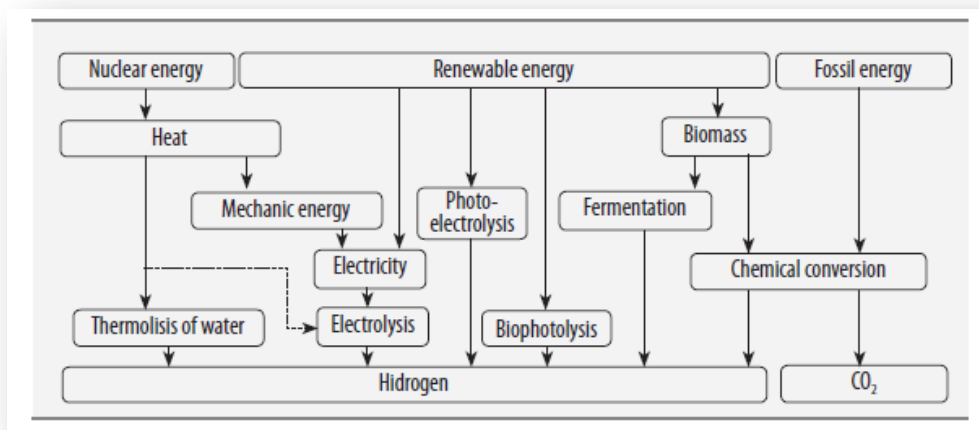 Nuclear energy
Renewable energy
Fossil energy
Heat
Biomass
Mechanic energy
Photo-
electrolysis
Fermentation
Electricity
Chemical conversion
Thermolisis of water
Electrolysis
Biophotolysis
Hidrogen
CO₂